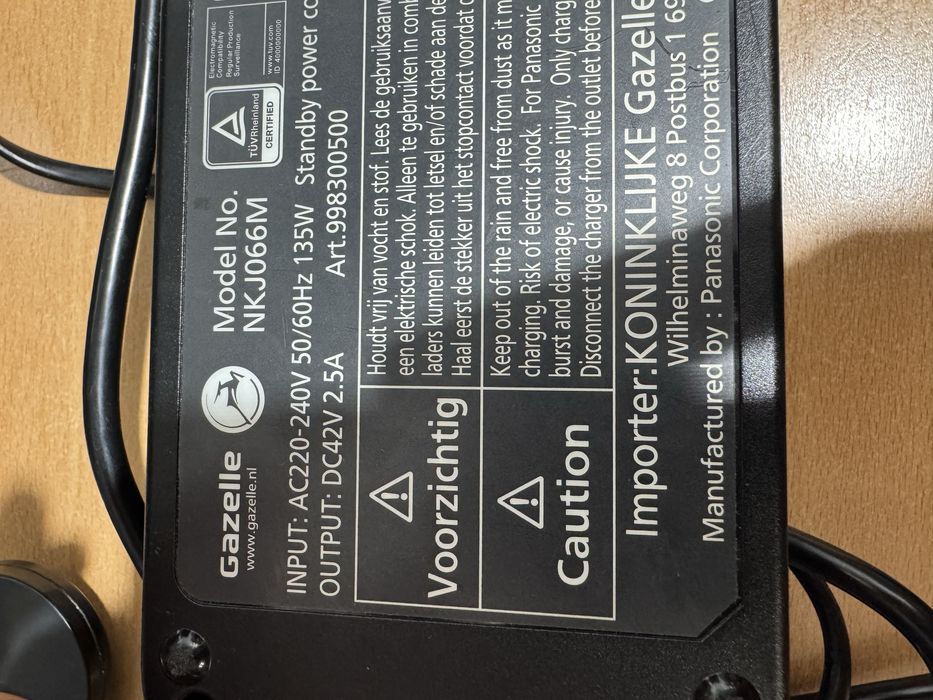 Gazelle
www.gazelle.nl
Model No.
NKJ066M
TÜVRheinland
CERTIFIED
Electromagnetic
Compatibility
Regular Production
Surveillance
www.tuv.com
ID 4000000000
INPUT: AC220-240V 50/60Hz 135W Standby power
OUTPUT: DC42V 2.5A Art.998300500
Voorzichtig
Houdt vrij van vocht en stof. Lees de
een elektrische schok. Alleen te gebruiken in
laders kunnen leiden tot letsel en/of schade aan
Haal eerst de stekker uit het stopcontact voordat
Caution
Keep out of the rain and free from dust as it
charging. Risk of electric shock. For Panasonic
burst and damage, or cause injury. Only
Disconnect the charger from the outlet before
Importer:KONINKLIJKE Gazelle
Wilhelminaweg 8 Postbus 1 69
Manufactured by : Panasonic Corporation